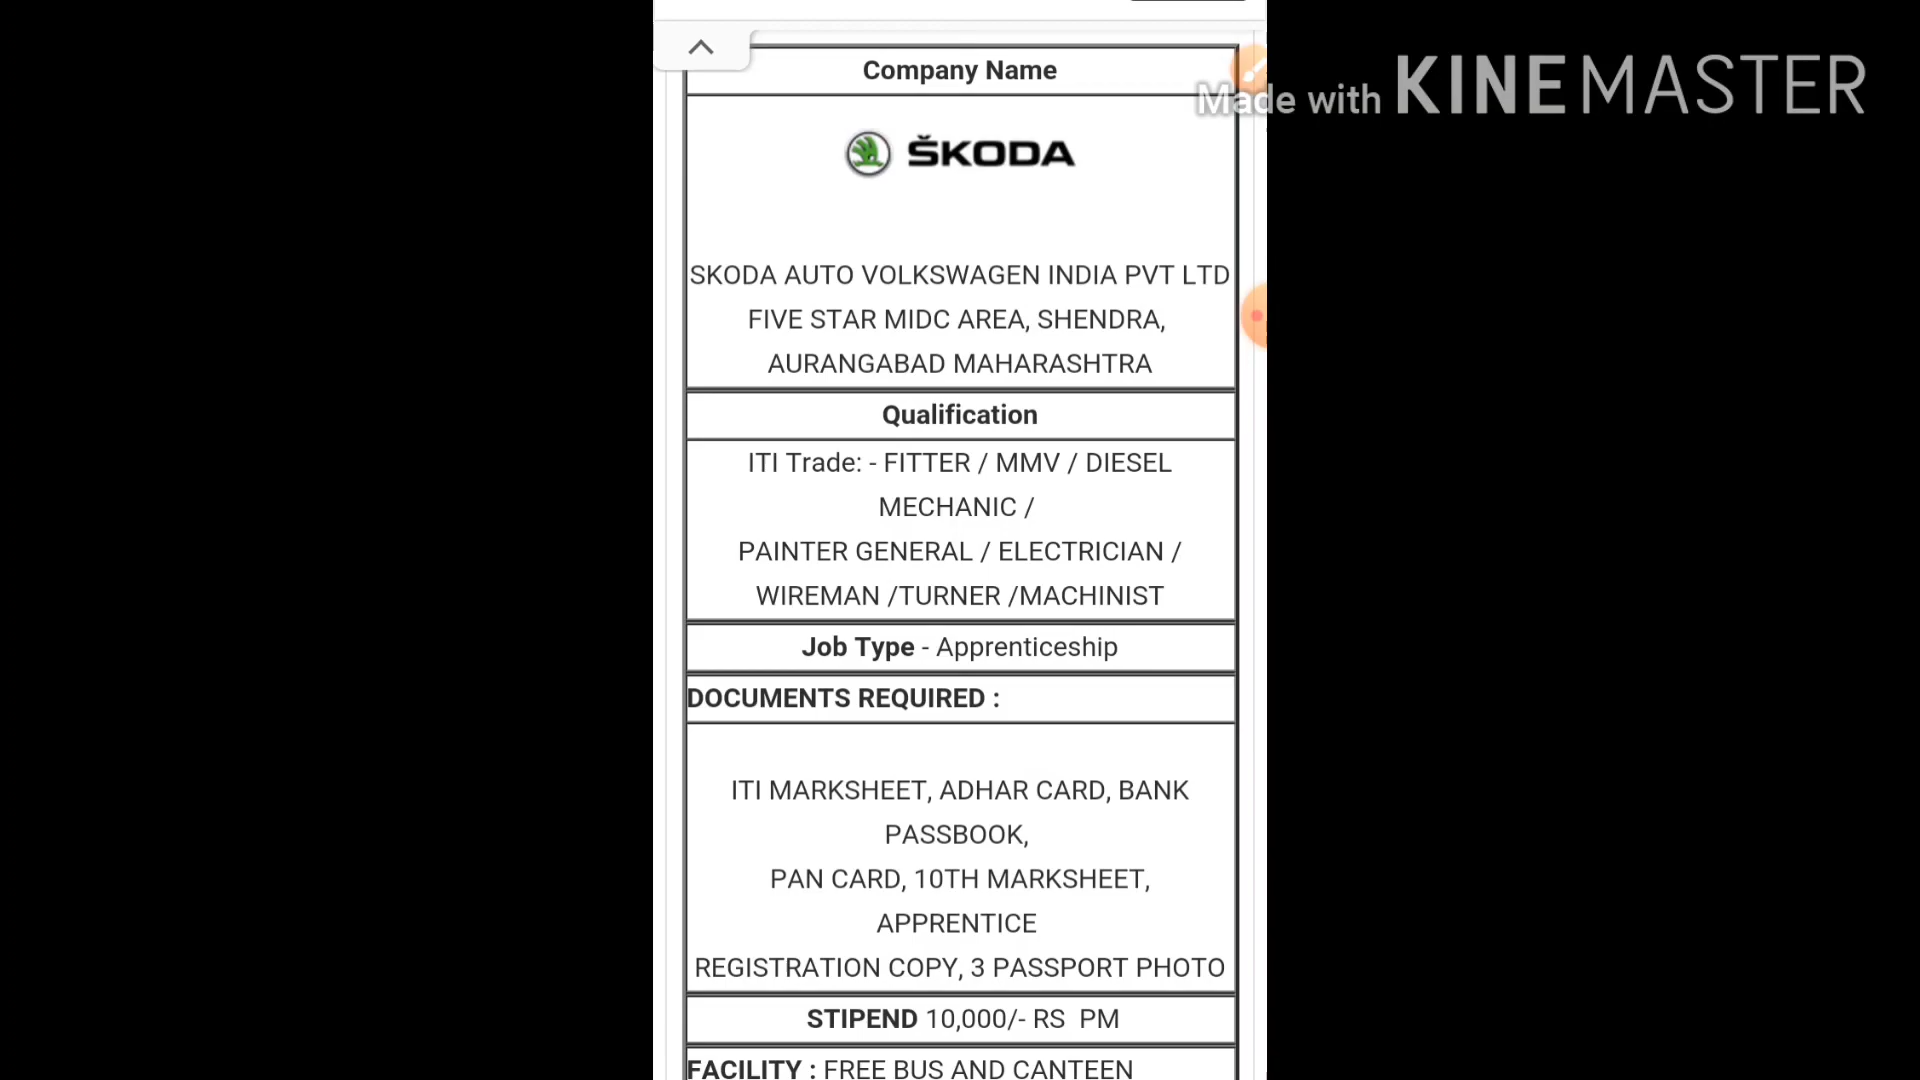 Company Name
Made with KINEMASTER
ŠKODA
SKODA AUTO VOLKSWAGEN INDIA PVT LTD
FIVE STAR MIDC AREA, SHENDRA,
AURANGABAD MAHARASHTRA
Qualification
ITI Trade: - FITTER / MMV / DIESEL
MECHANIC /
PAINTER GENERAL / ELECTRICIAN /
WIREMAN /TURNER /MACHINIST
Job Type - Apprenticeship
DOCUMENTS REQUIRED :
ITI MARKSHEET, ADHAR CARD, BANK
PASSBOOK,
PAN CARD, 10TH MARKSHEET,
APPRENTICE
REGISTRATION COPY, 3 PASSPORT PHOTO
STIPEND 10,000/- RS  PM
FACILITY : FREE BUS AND CANTEEN